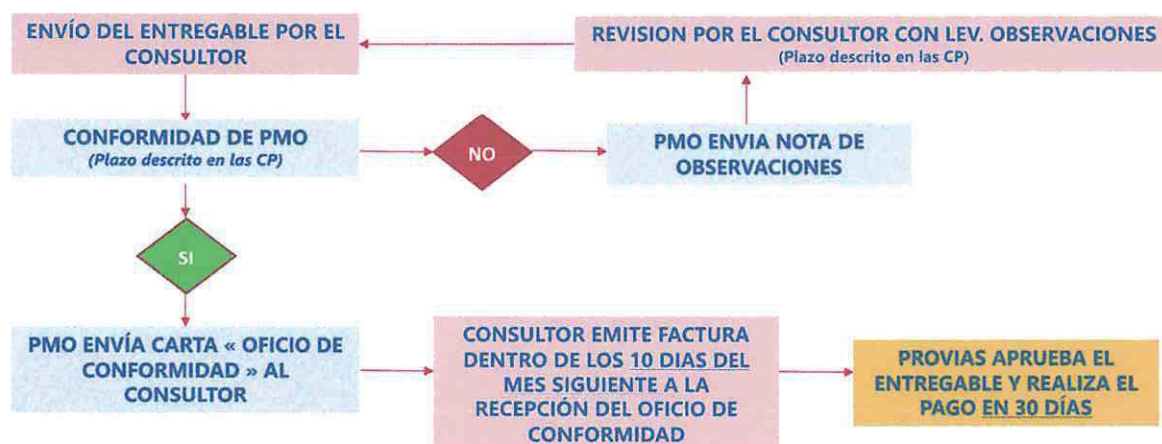 ENVÍO DEL ENTREGABLE POR EL
CONSULTOR
REVISION POR EL CONSULTOR CON LEV. OBSERVACIONES
(Plazo descrito en las CP)
CONFORMIDAD DE PMO
(Plazo descrito en las CP)
NO
PMO ENVIA NOTA DE
OBSERVACIONES
SI
PMO ENVÍA CARTA « OFICIO DE
CONFORMIDAD » AL
CONSULTOR
CONSULTOR EMITE FACTURA
DENTRO DE LOS 10 DIAS DEL
MES SIGUIENTE A LA
RECEPCIÓN DEL OFICIO DE
CONFORMIDAD
PROVIAS APRUEBA EL
ENTREGABLE Y REALIZA EL
PAGO EN 30 DÍAS